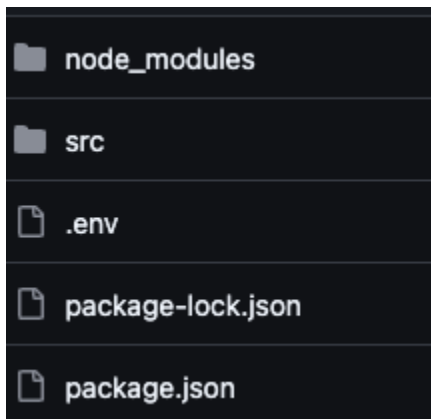 node_modules
src
.env
package-lock.json
package.json